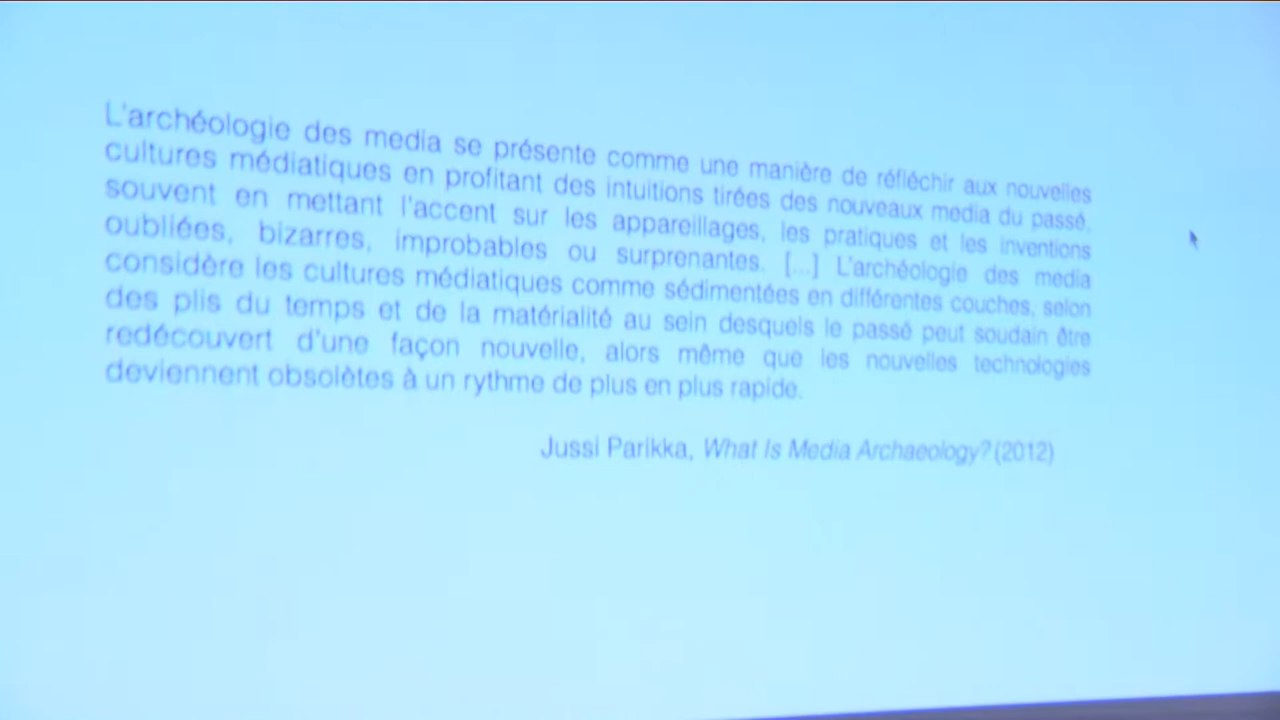 L'archéologie des media se présente comme une manière de réfléchir aux nouvelles
cultures médiatiques en profitant des intuitions tirées des nouveaux media du passé,
souvent en mettant l'accent sur les appareillages, les pratiques et les inventions
oubliées, bizarres, improbables ou surprenantes. [...] L'archéologie des media
considère les cultures médiatiques comme sédimentées en différentes couches, selon
des plis du temps et de la matérialité au sein desquels le passé peut soudain être
redécouvert d'une façon nouvelle, alors même que les nouvelles technologies
deviennent obsolètes à un rythme de plus en plus rapide.
Jussi Parikka, What Is Media Archaeology? (2012)